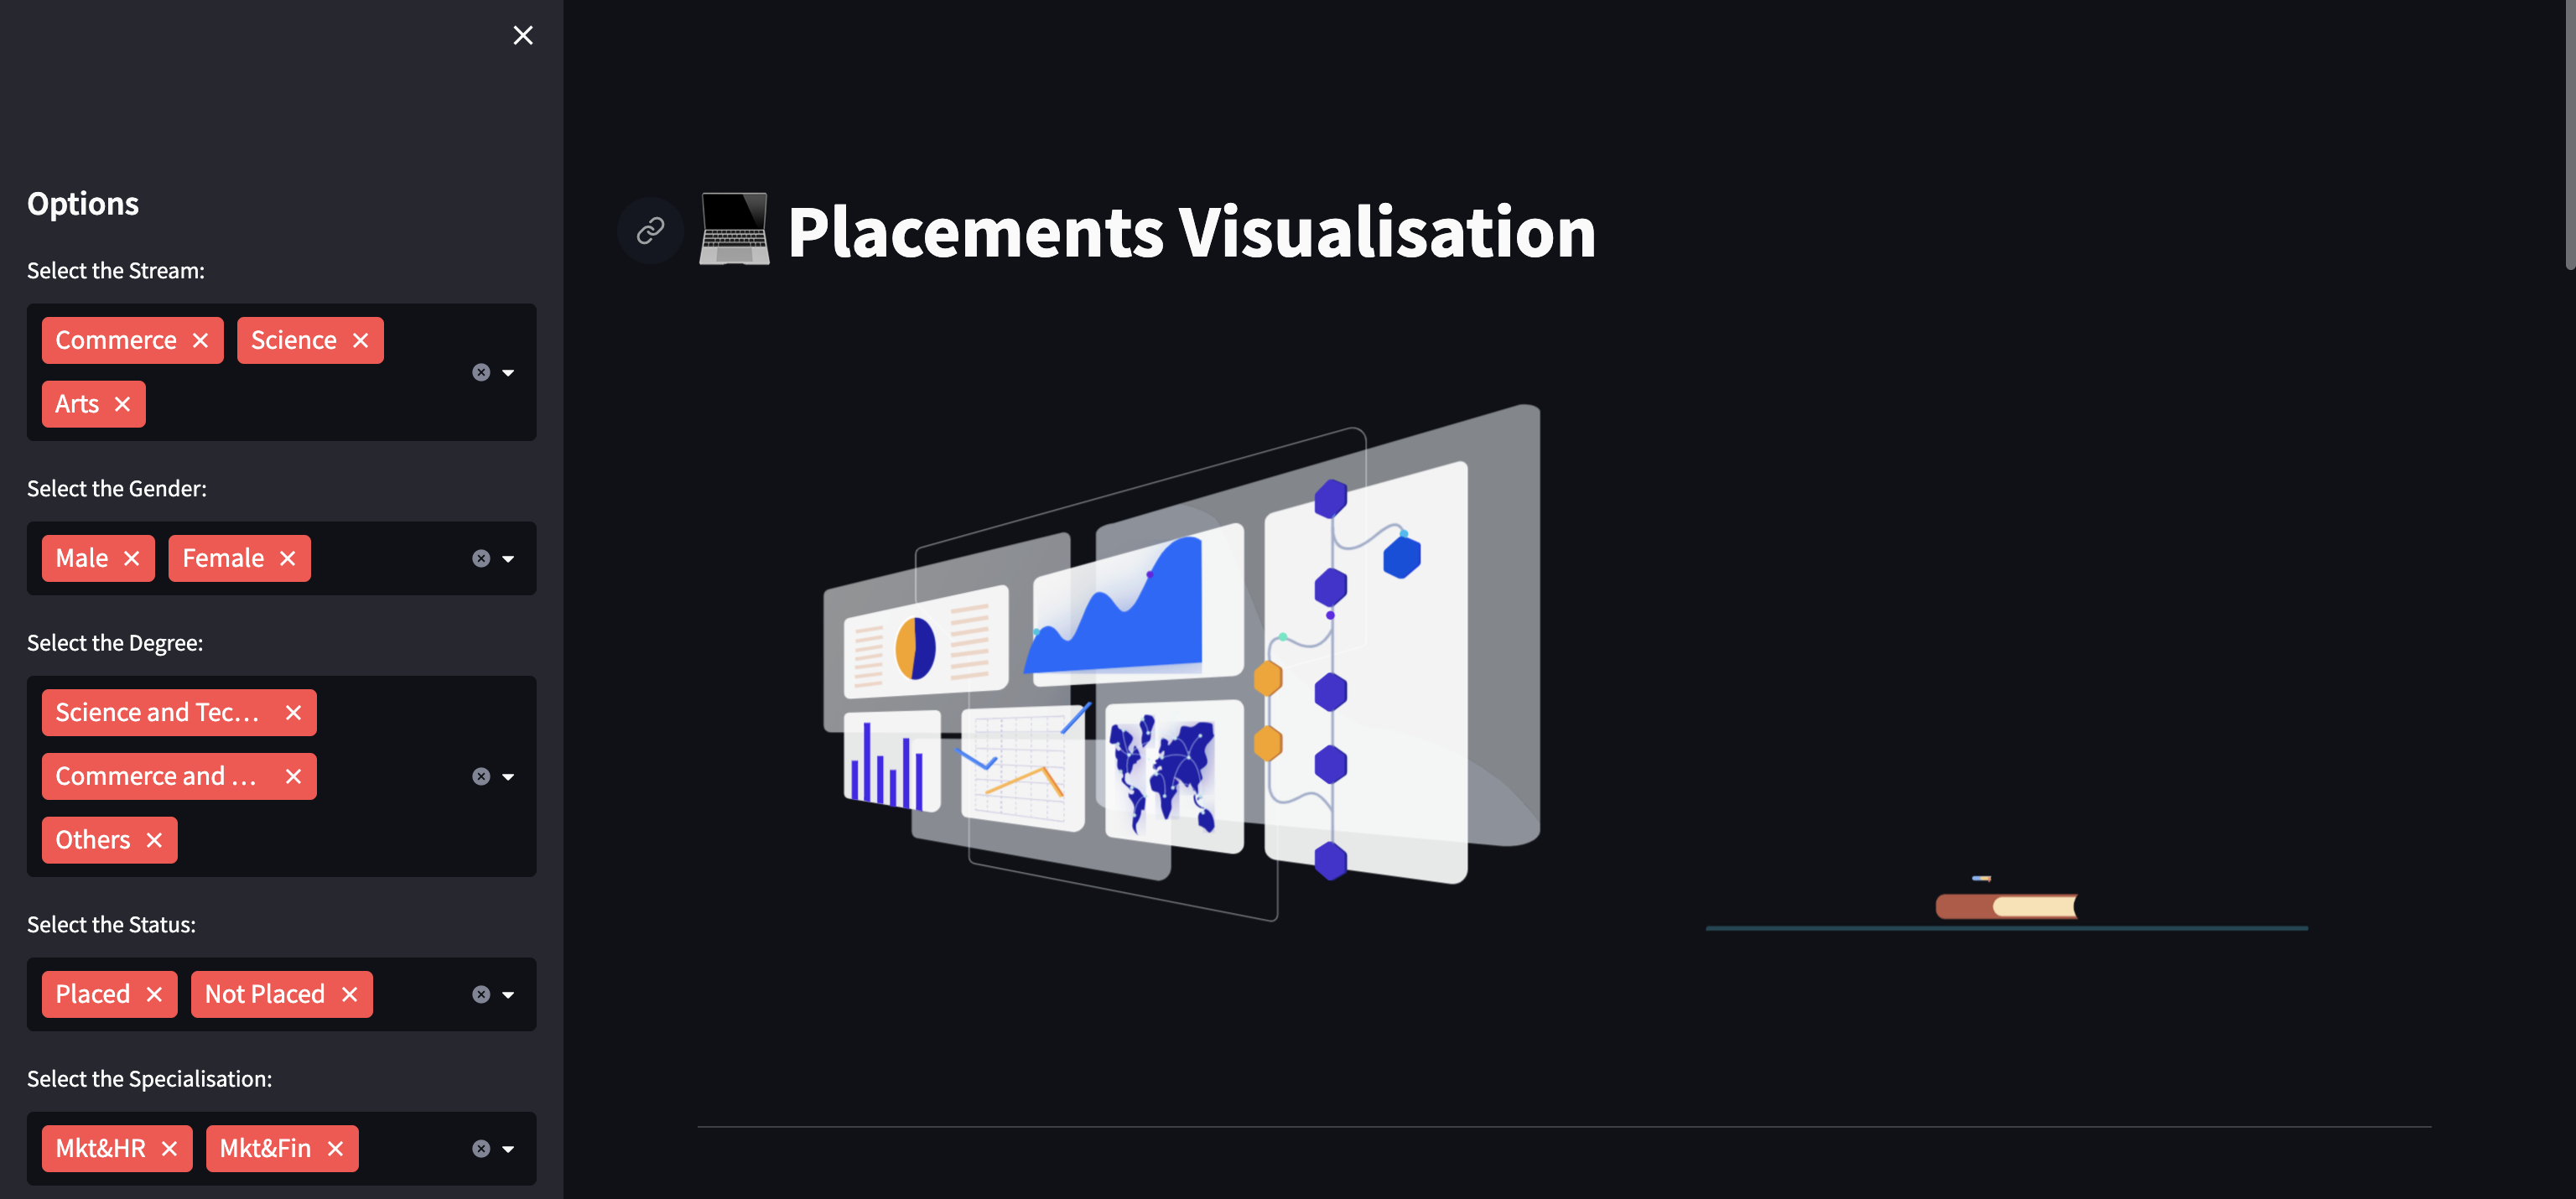 Options
Select the Stream:
Commerce
Science
Arts
Select the Gender:
Male
Female
Select the Degree:
Science and Tec...
Commerce and ...
Others
Select the Status:
Placed
Not Placed
Select the Specialisation:
Mkt&HR
Mkt&Fin
Placements Visualisation